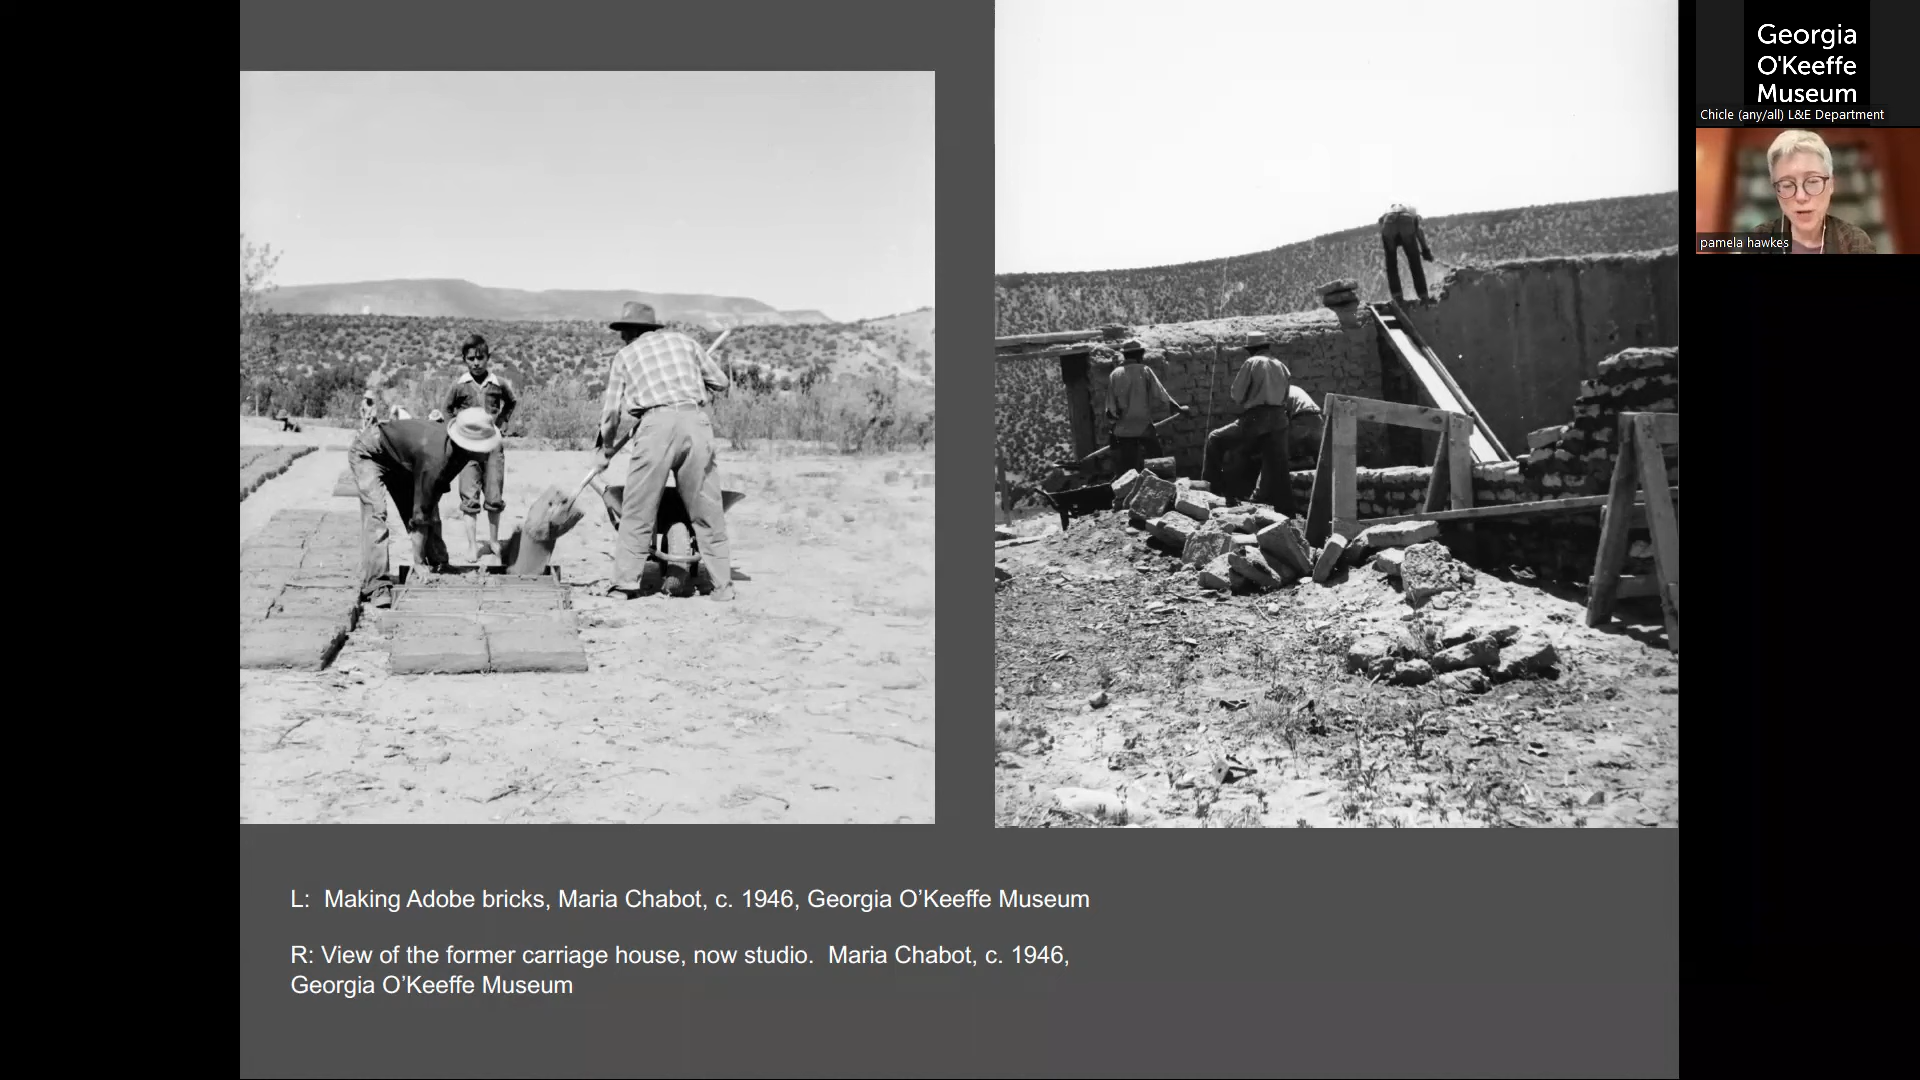 Georgia
O'Keeffe
Museum
Chicle (any/all) L&E Department
pamela hawkes
L:  Making Adobe bricks, Maria Chabot, c. 1946, Georgia O’Keeffe Museum
R: View of the former carriage house, now studio.  Maria Chabot, c. 1946,
Georgia O’Keeffe Museum